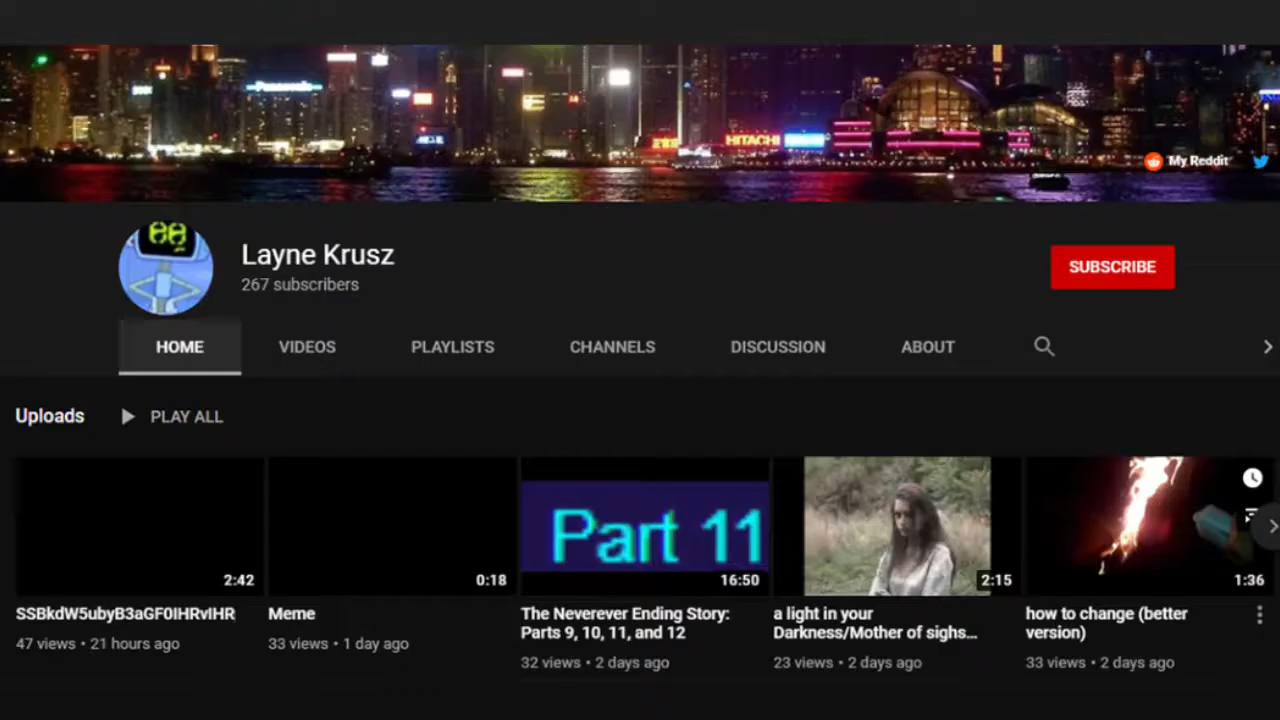 Panasonic
HITACHI
My Reddit
88
Layne Krusz
267 subscribers
SUBSCRIBE
HOME VIDEOS PLAYLISTS CHANNELS DISCUSSION ABOUT
Uploads PLAY ALL
Part 11
2:42 0:18 16:50 2:15 1:36
SSBkdW5ubyB3aGF0IHRvIHR
47 views • 21 hours ago
Meme
33 views • 1 day ago
The Neverever Ending Story:
Parts 9, 10, 11, and 12
32 views • 2 days ago
a light in your
Darkness/Mother of sighs...
23 views • 2 days ago
how to change (better
version)
33 views • 2 days ago